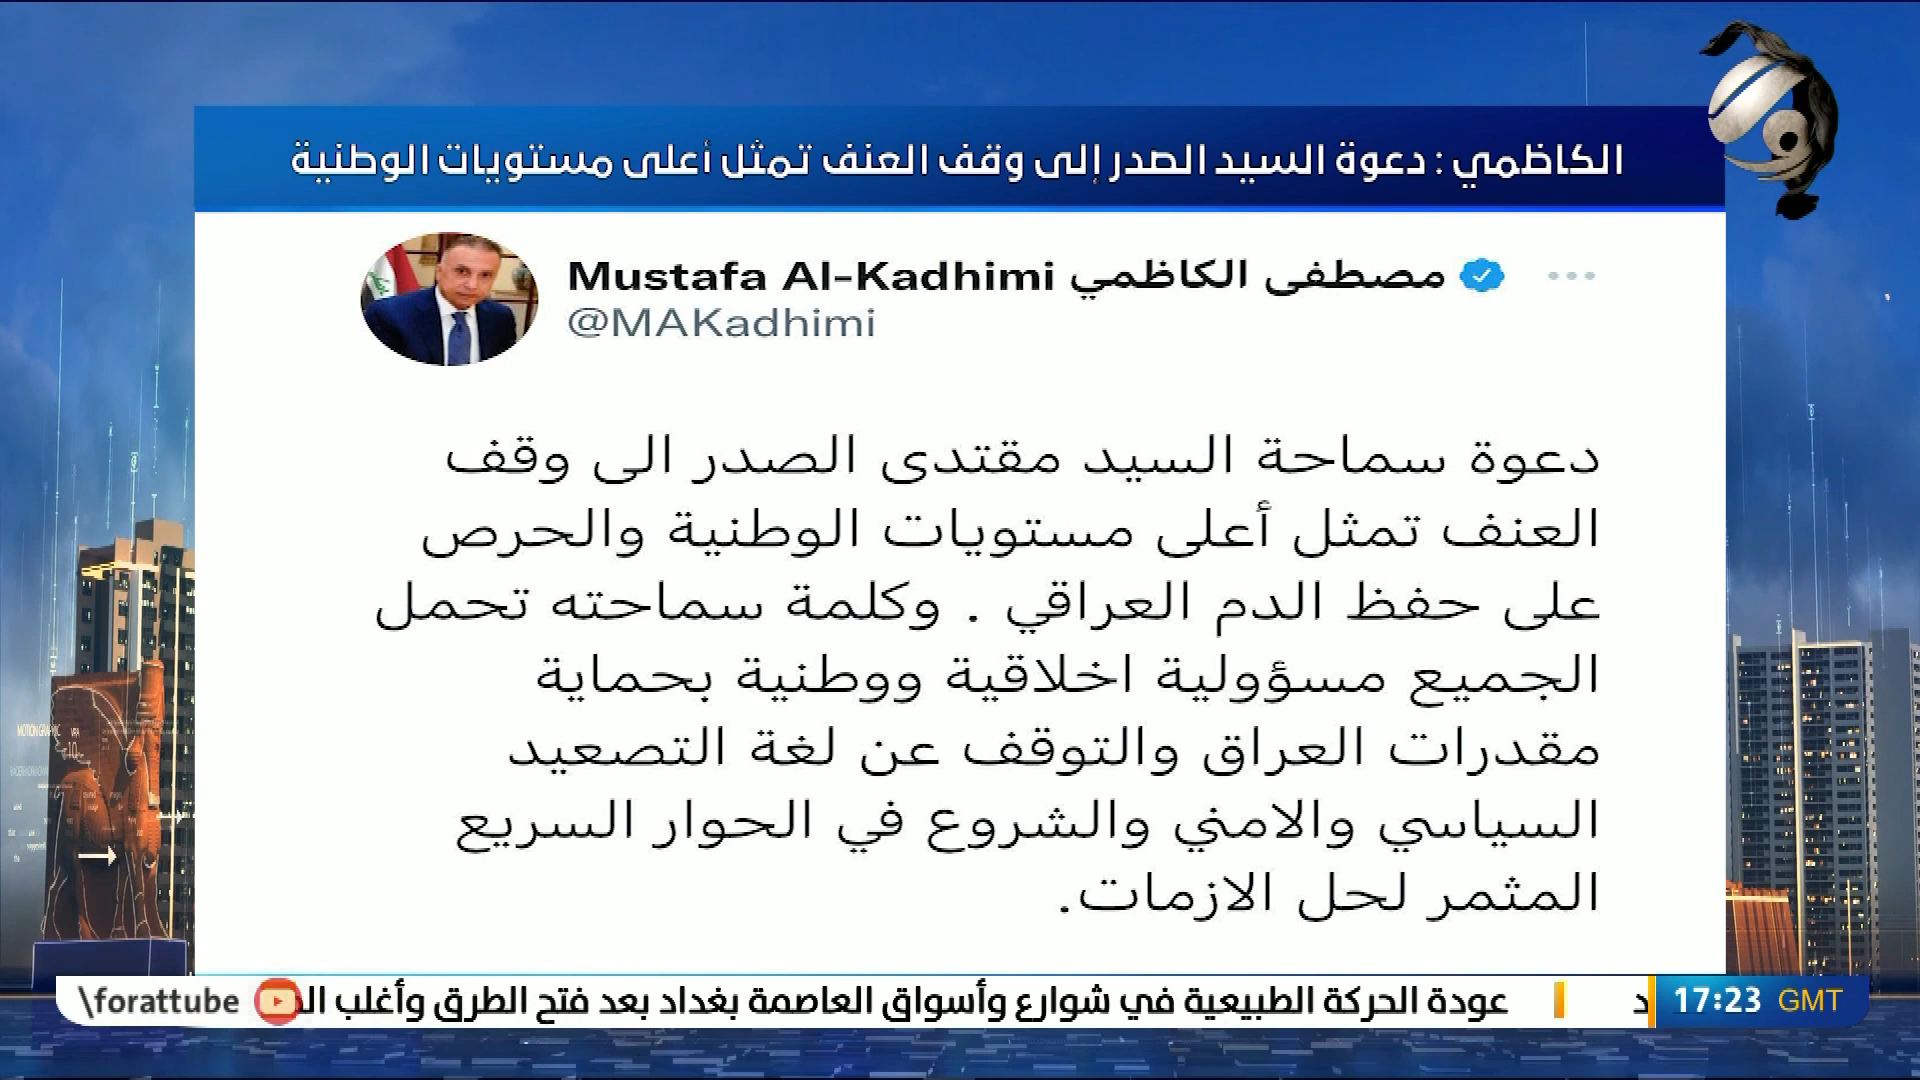 الكاظمي : دعوة السيد الصدر إلى وقف العنف تمثل أعلى مستويات الوطنية
Mustafa Al-Kadhimi مصطفى الكاظمي
@MAKadhimi
دعوة سماحة السيد مقتدى الصدر الى وقف
العنف تمثل أعلى مستويات الوطنية والحرص
على حفظ الدم العراقي . وكلمة سماحته تحمل
الجميع مسؤولية اخلاقية ووطنية بحماية
مقدرات العراق والتوقف عن لغة التصعيد
السياسي والامني والشروع في الحوار السريع
المثمر لحل الازمات.
MOTION GRAPHIC
10
\forattube
عودة الحركة الطبيعية في شوارع وأسواق العاصمة بغداد بعد فتح الطرق وأغلب
17:23 GMT